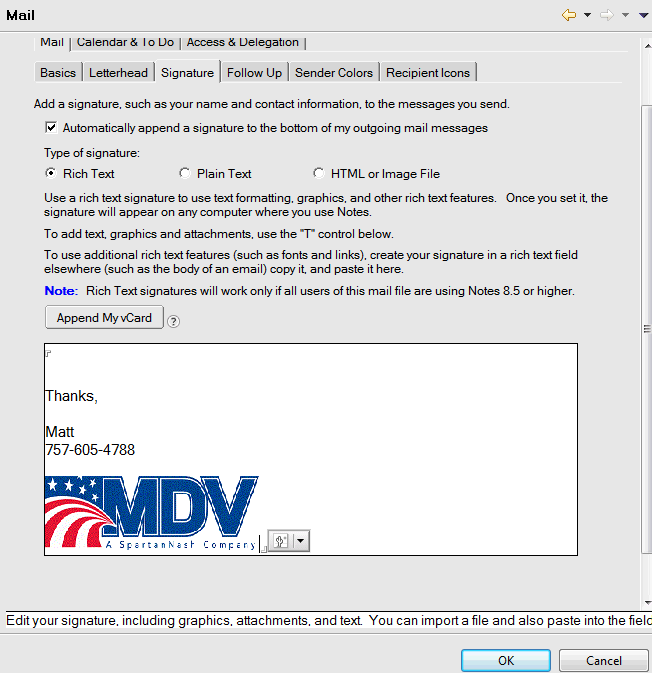 Mail
Mail | Calendar & To Do | Access & Delegation |
Basics Letterhead Signature Follow Up Sender Colors Recipient Icons
Add a signature, such as your name and contact information, to the messages you send.
Automatically append a signature to the bottom of my outgoing mail messages
Type of signature:
Rich Text Plain Text HTML or Image File
Use a rich text signature to use text formatting, graphics, and other rich text features. Once you set it, the
signature will appear on any computer where you use Notes.
To add text, graphics and attachments, use the "T" control below.
To use additional rich text features (such as fonts and links), create your signature in a rich text field
elsewhere (such as the body of an email) copy it, and paste it here.
Note: Rich Text signatures will work only if all users of this mail file are using Notes 8.5 or higher.
Append My vCard ?
Thanks,
Matt
757-605-4788
MDV
A SpartanNash Company
Edit your signature, including graphics, attachments, and text. You can import a file and also paste into the field
OK Cancel